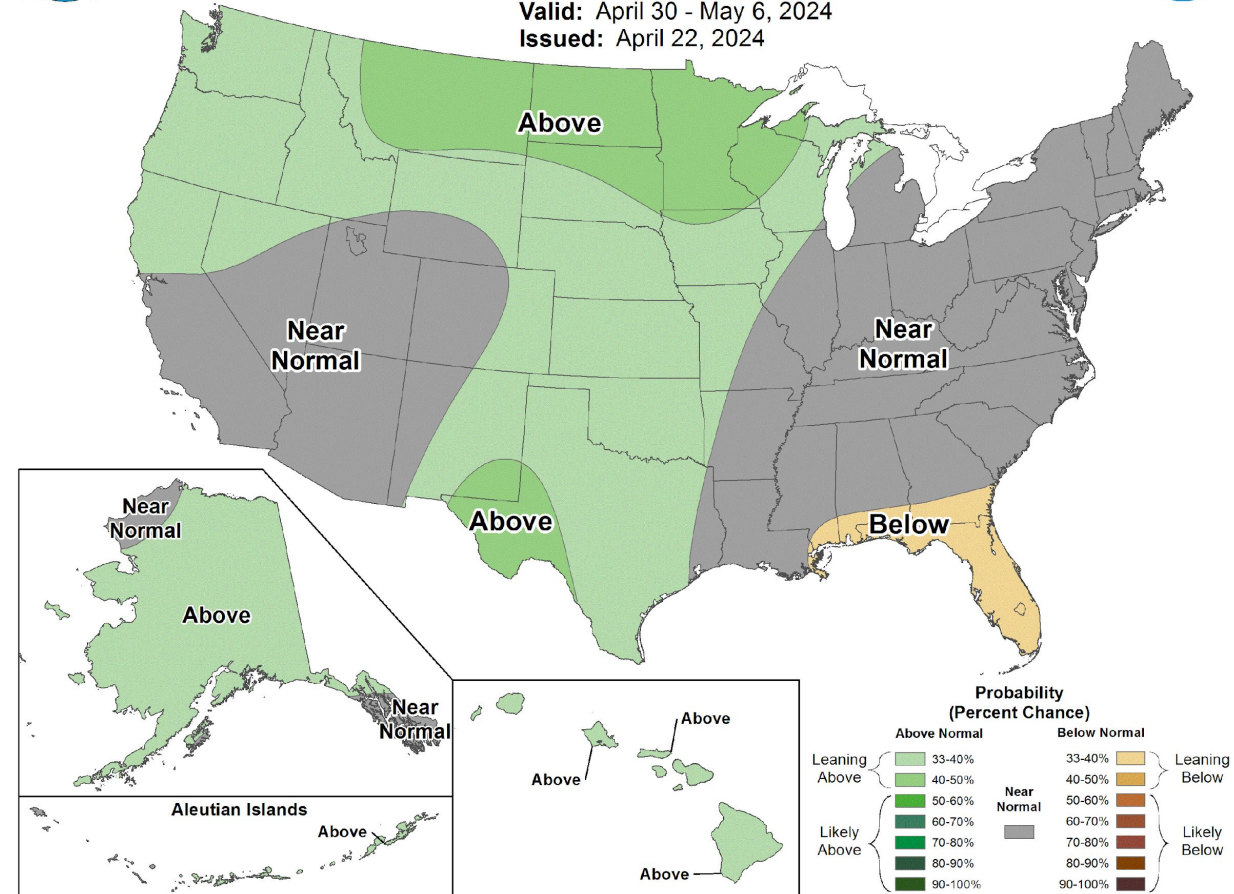 Valid: April 30 - May 6, 2024
Issued: April 22, 2024
Above
Near
Normal
Near
Normal
Above
Below
Near
Normal
Above
Near
Normal
Aleutian Islands
Above
Above
Above
Above
Probability
(Percent Chance)
Above Normal Below Normal
Leaning
Above
33-40%
40-50%
Likely
Above
50-60%
60-70%
70-80%
80-90%
90-100%
Near
Normal
33-40%
40-50%
Leaning
Below
50-60%
60-70%
70-80%
80-90%
90-100%
Likely
Below